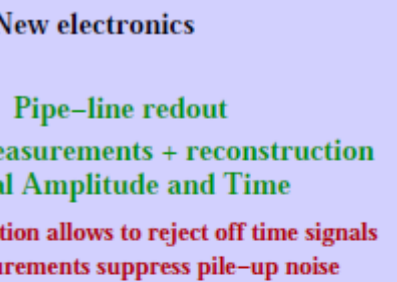 New electronics
Pipe-line redout
easurements + reconstruction
al Amplitude and Time
tion allows to reject off time signals
urements suppress pile-up noise